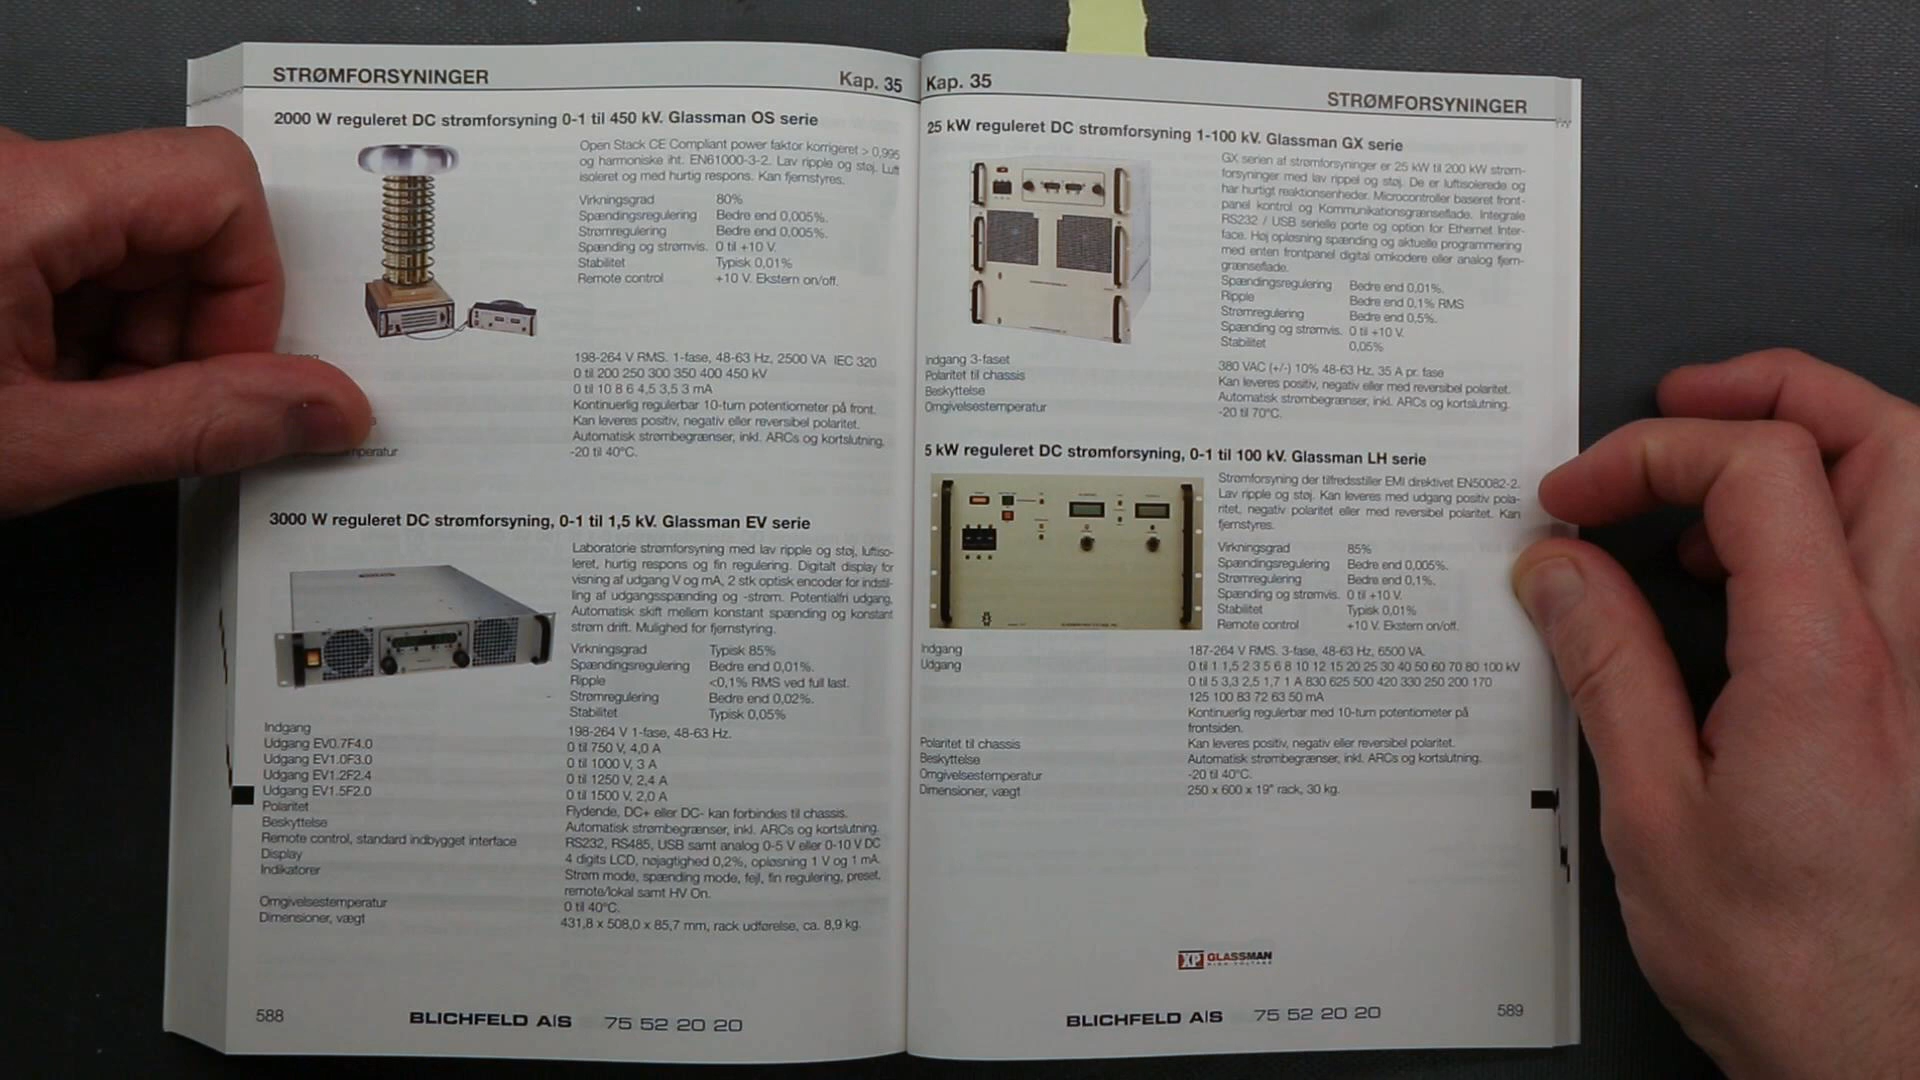 STRØMFORSYNINGER
Kap. 35
2000 W reguleret DC strømforsyning 0-1 til 450 kV. Glassman OS serie
Open Stack CE Compliant power faktor korrigeret > 0,995
og harmoniske iht. EN61000-3-2. Lav ripple og støj. Luft
isoleret og med hurtig respons. Kan fjernstyres.
Virkningsgrad 80%
Spændingsregulering Bedre end 0,005%.
Strømregulering Bedre end 0,005%.
Spænding og strømvis. 0 til +10 V.
Stabilitet Typisk 0,01%
Remote control +10 V. Ekstern on/off.
198-264 V RMS. 1-fase, 48-63 Hz, 2500 VA IEC 320
0 til 200 250 300 350 400 450 kV
0 til 10 8 6 4,5 3,5 3 mA
Kontinuerlig regulerbar 10-turn potentiometer på front.
Kan leveres positiv, negativ eller reversibel polaritet.
Automatisk strømbegrænser, inkl. ARCs og kortslutning.
-20 til 40°C.
3000 W reguleret DC strømforsyning, 0-1 til 1,5 kV. Glassman EV serie
Laboratorie strømforsyning med lav ripple og støj, luftiso-
leret, hurtig respons og fin regulering. Digitalt display for
visning af udgang V og mA, 2 stk optisk encoder for indstil-
ling af udgangsspænding og -strøm. Potentialfri udgang.
Automatisk skift mellem konstant spænding og konstant
strøm drift. Mulighed for fjernstyring.
Virkningsgrad Typisk 85%
Spændingsregulering Bedre end 0,01%.
Ripple <0,1% RMS ved full last.
Strømregulering Bedre end 0,02%.
Stabilitet Typisk 0,05%
Indgang 198-264 V 1-fase, 48-63 Hz.
Udgang EV0.7F4.0 0 til 750 V, 4,0 A
Udgang EV1.0F3.0 0 til 1000 V, 3 A
Udgang EV1.2F2.4 0 til 1250 V, 2,4 A
Udgang EV1.5F2.0 0 til 1500 V, 2,0 A
Polaritet Flydende, DC+ eller DC- kan forbindes til chassis.
Beskyttelse Automatisk strømbegrænser, inkl. ARCs og kortslutning.
Remote control, standard indbygget interface RS232, RS485, USB samt analog 0-5 V eller 0-10 V DC
Display 4 digits LCD, nøjagtighed 0,2%, opløsning 1 V og 1 mA.
Indikatorer Strøm mode, spænding mode, fejl, fin regulering, preset,
remote/lokal samt HV On.
Omgivelsestemperatur 0 til 40°C.
Dimensioner, vægt 431,8 x 508,0 x 85,7 mm, rack udførelse, ca. 8,9 kg.
588
BLICHFELD A|S 75 52 20 20
Kap. 35
STRØMFORSYNINGER
25 kW reguleret DC strømforsyning 1-100 kV. Glassman GX serie
GX serien af strømforsyninger er 25 kW til 200 kW strøm-
forsyninger med lav rippel og støj. De er luftisolerede og
har hurtigt reaktionsenheder. Microcontroller baseret front-
panel kontrol og Kommunikationsgrænseflade. Integrale
RS232 / USB serielle porte og option for Ethernet Inter-
face. Høj opløsning spænding og aktuelle programmering
med enten frontpanel digital omkodere eller analog fjern-
grænseflade.
Spændingsregulering Bedre end 0,01%.
Ripple Bedre end 0,1% RMS
Strømregulering Bedre end 0,5%.
Spænding og strømvis. 0 til +10 V.
Stabilitet 0,05%
Indgang 3-faset 380 VAC (+/-) 10% 48-63 Hz, 35 A pr. fase
Polaritet til chassis Kan leveres positiv, negativ eller med reversibel polaritet.
Beskyttelse Automatisk strømbegrænser, inkl. ARCs og kortslutning.
Omgivelsestemperatur -20 til 70°C.
5 kW reguleret DC strømforsyning, 0-1 til 100 kV. Glassman LH serie
Strømforsyning der tilfredsstiller EMI direktivet EN50082-2.
Lav ripple og støj. Kan leveres med udgang positiv pola-
ritet, negativ polaritet eller med reversibel polaritet. Kan
fjernstyres.
Virkningsgrad 85%
Spændingsregulering Bedre end 0,005%.
Strømregulering Bedre end 0,1%.
Spænding og strømvis. 0 til +10 V.
Stabilitet Typisk 0,01%
Remote control +10 V. Ekstern on/off.
Indgang 187-264 V RMS. 3-fase, 48-63 Hz, 6500 VA.
Udgang 0 til 1 1,5 2 3 5 6 8 10 12 15 20 25 30 40 50 60 70 80 100 kV
0 til 5 3,3 2,5 1,7 1 A 830 625 500 420 330 250 200 170
125 100 83 72 63 50 mA
Kontinuerlig regulerbar med 10-turn potentiometer på
frontsiden.
Polaritet til chassis Kan leveres positiv, negativ eller reversibel polaritet.
Beskyttelse Automatisk strømbegrænser, inkl. ARCs og kortslutning.
Omgivelsestemperatur -20 til 40°C.
Dimensioner, vægt 250 x 600 x 19" rack, 30 kg.
XP GLASSMAN
HIGH VOLTAGE
BLICHFELD A|S 75 52 20 20
589